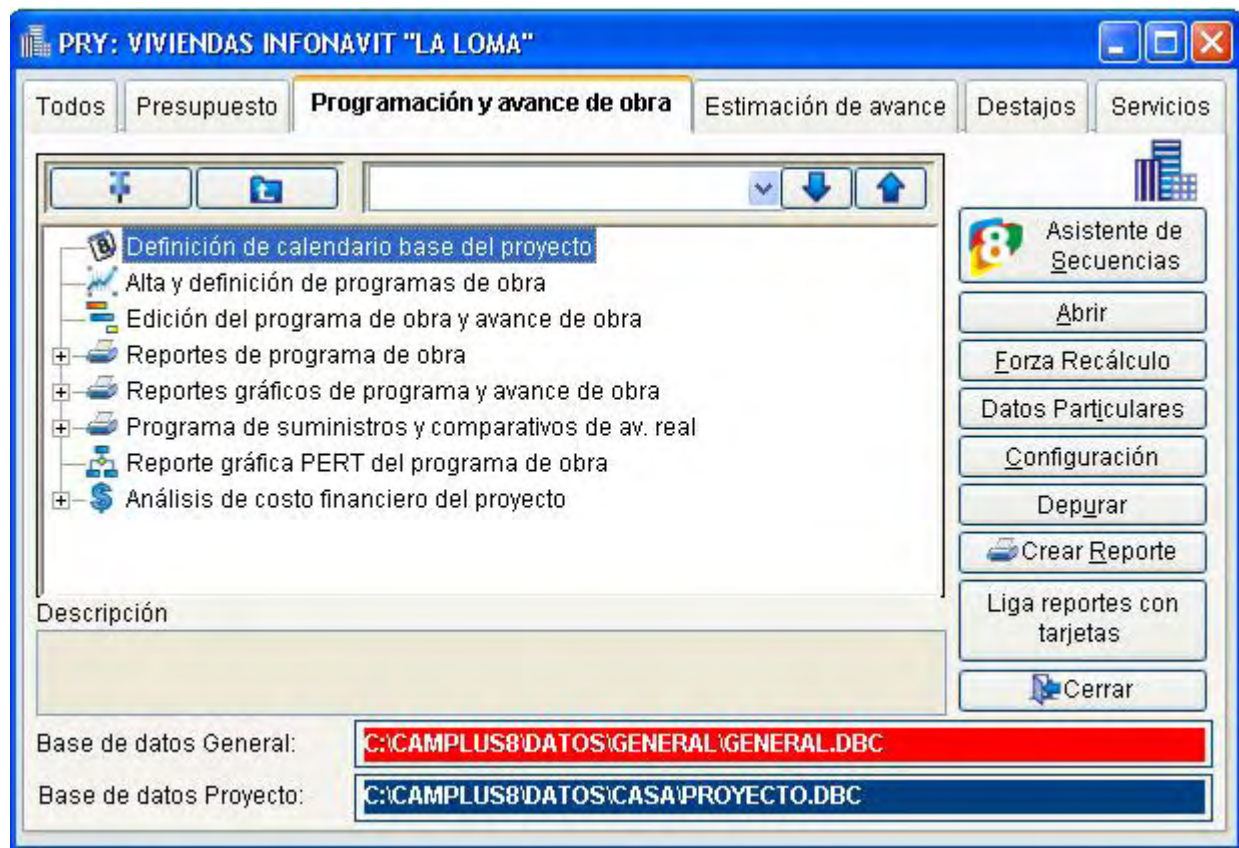 PRY: VIVIENDAS INFONAVIT "LA LOMA"
Todos Presupuesto Programación y avance de obra Estimación de avance Destajos Servicios
Definición de calendario base del proyecto
Alta y definición de programas de obra
Edición del programa de obra y avance de obra
Reportes de programa de obra
Reportes gráficos de programa y avance de obra
Programa de suministros y comparativos de av. real
Reporte gráfica PERT del programa de obra
Análisis de costo financiero del proyecto
8
Asistente de
Secuencias
Abrir
Forza Recálculo
Datos Particulares
Configuración
Depurar
Crear Reporte
Liga reportes con
tarjetas
Cerrar
Descripción
Base de datos General: C:\CAMPLUS8\DATOS\GENERAL\GENERAL.DBC
Base de datos Proyecto: C:\CAMPLUS8\DATOS\CASA\PROYECTO.DBC